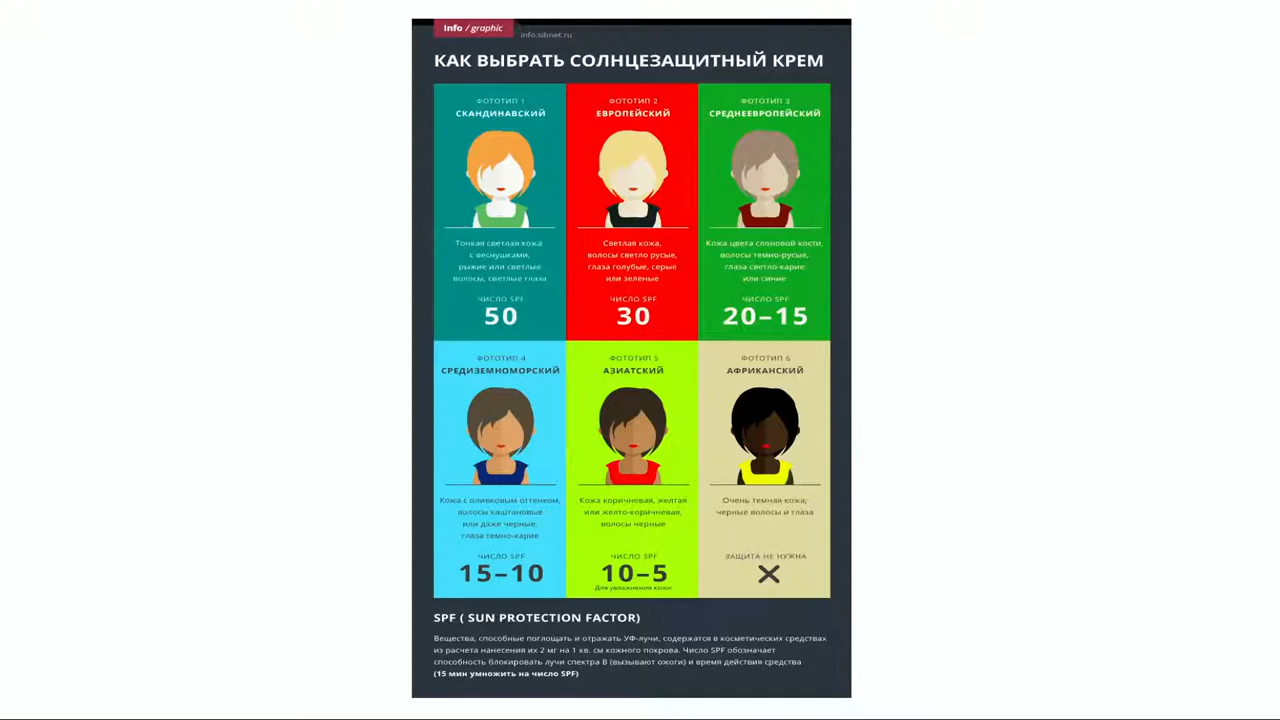 Info / graphic
info.sibnet.ru
КАК ВЫБРАТЬ СОЛНЦЕЗАЩИТНЫЙ КРЕМ
ФОТОТИП 1
СКАНДИНАВСКИЙ
Тонкая светлая кожа
с веснушками,
рыжие или светлые
волосы, светлые глаза
ЧИСЛО SPF
50
ФОТОТИП 2
ЕВРОПЕЙСКИЙ
Светлая кожа,
волосы светло русые,
глаза голубые, серые
или зеленые
ЧИСЛО SPF
30
ФОТОТИП 3
СРЕДНЕЕВРОПЕЙСКИЙ
Кожа цвета слоновой кости,
волосы темно-русые,
глаза светло-карие
или синие
ЧИСЛО SPF
20–15
ФОТОТИП 4
СРЕДИЗЕМНОМОРСКИЙ
Кожа с оливковым оттенком,
волосы каштановые
или даже черные,
глаза темно-карие
ЧИСЛО SPF
15–10
ФОТОТИП 5
АЗИАТСКИЙ
Кожа коричневая, желтая
или желто-коричневая,
волосы черные
ЧИСЛО SPF
10–5
Для увлажнения кожи
ФОТОТИП 6
АФРИКАНСКИЙ
Очень темная кожа;
черные волосы и глаза
ЗАЩИТА НЕ НУЖНА
SPF ( SUN PROTECTION FACTOR)
Вещества, способные поглощать и отражать УФ-лучи, содержатся в косметических средствах
из расчета нанесения их 2 мг на 1 кв. см кожного покрова. Число SPF обозначает
способность блокировать лучи спектра В (вызывают ожоги) и время действия средства
(15 мин умножить на число SPF)